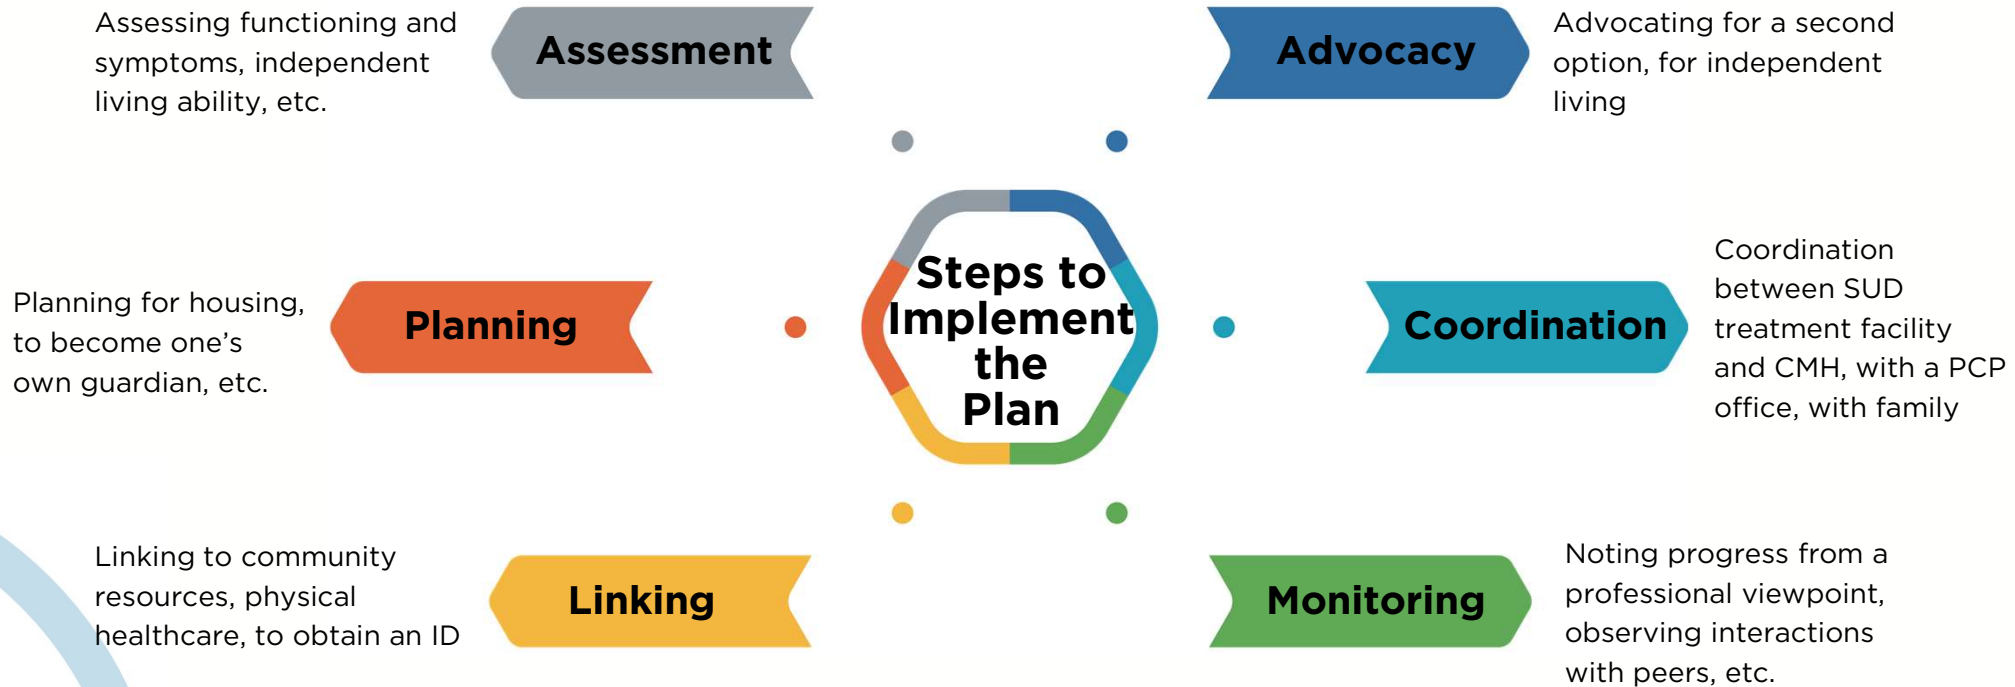 Assessing functioning and
symptoms, independent
living ability, etc.
Assessment
Advocacy
Advocating for a second
option, for independent
living
Planning for housing,
to become one’s
own guardian, etc.
Planning
Steps to
Implement
the
Plan
Coordination
Coordination
between SUD
treatment facility
and CMH, with a PCP
office, with family
Linking to community
resources, physical
healthcare, to obtain an ID
Linking
Monitoring
Noting progress from a
professional viewpoint,
observing interactions
with peers, etc.